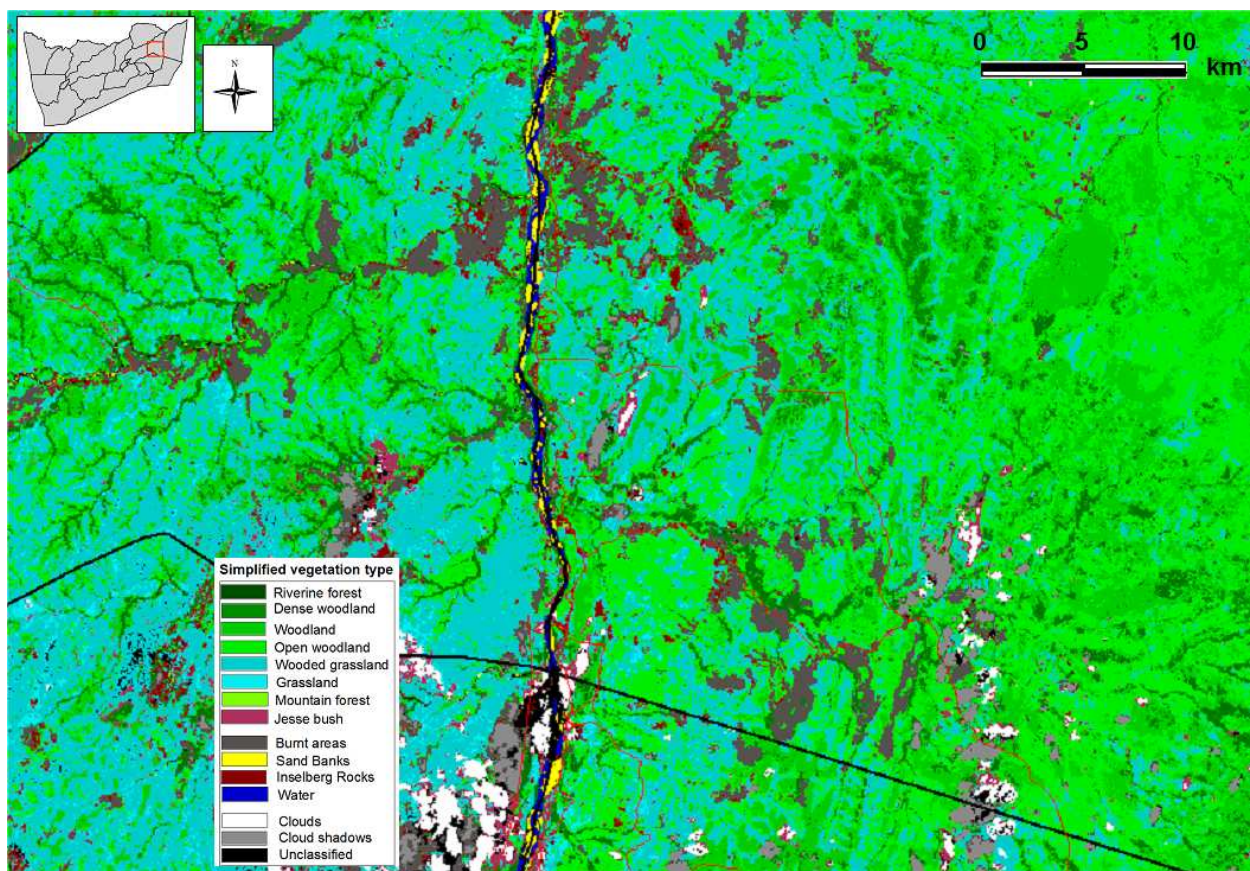 N
0 5 10
km
Simplified vegetation type
Riverine forest
Dense woodland
Woodland
Open woodland
Wooded grassland
Grassland
Mountain forest
Jesse bush
Burnt areas
Sand Banks
Inselberg Rocks
Water
Clouds
Cloud shadows
Unclassified